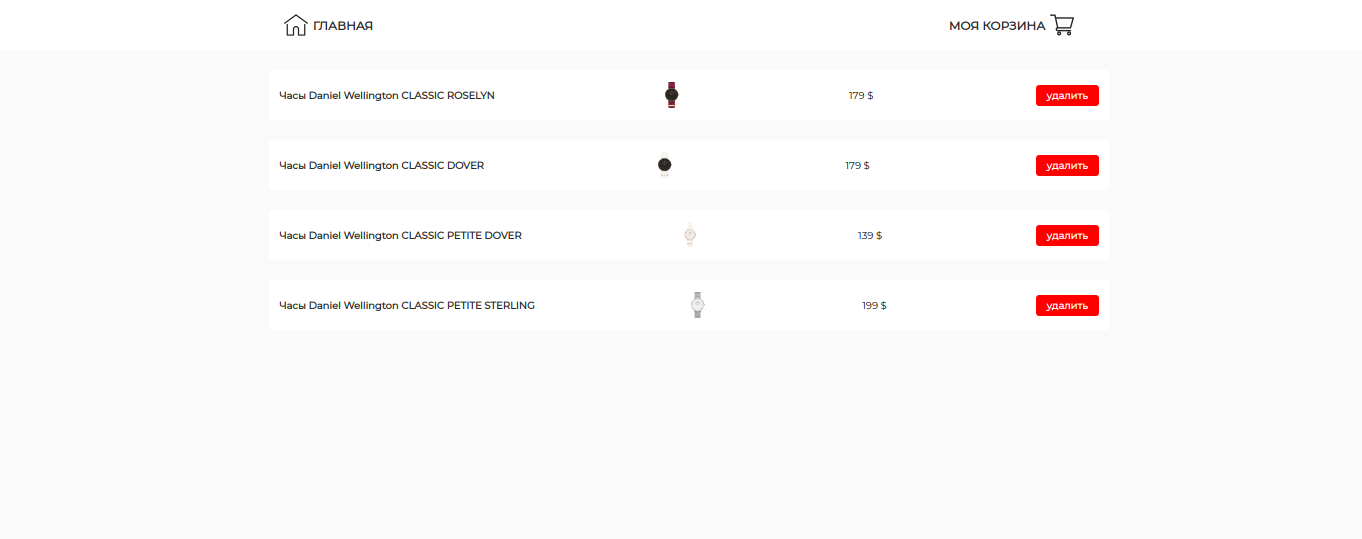 ГЛАВНАЯ МОЯ КОРЗИНА
Часы Daniel Wellington CLASSIC ROSELYN 179 $ удалить
Часы Daniel Wellington CLASSIC DOVER 179 $ удалить
Часы Daniel Wellington CLASSIC PETITE DOVER 139 $ удалить
Часы Daniel Wellington CLASSIC PETITE STERLING 199 $ удалить